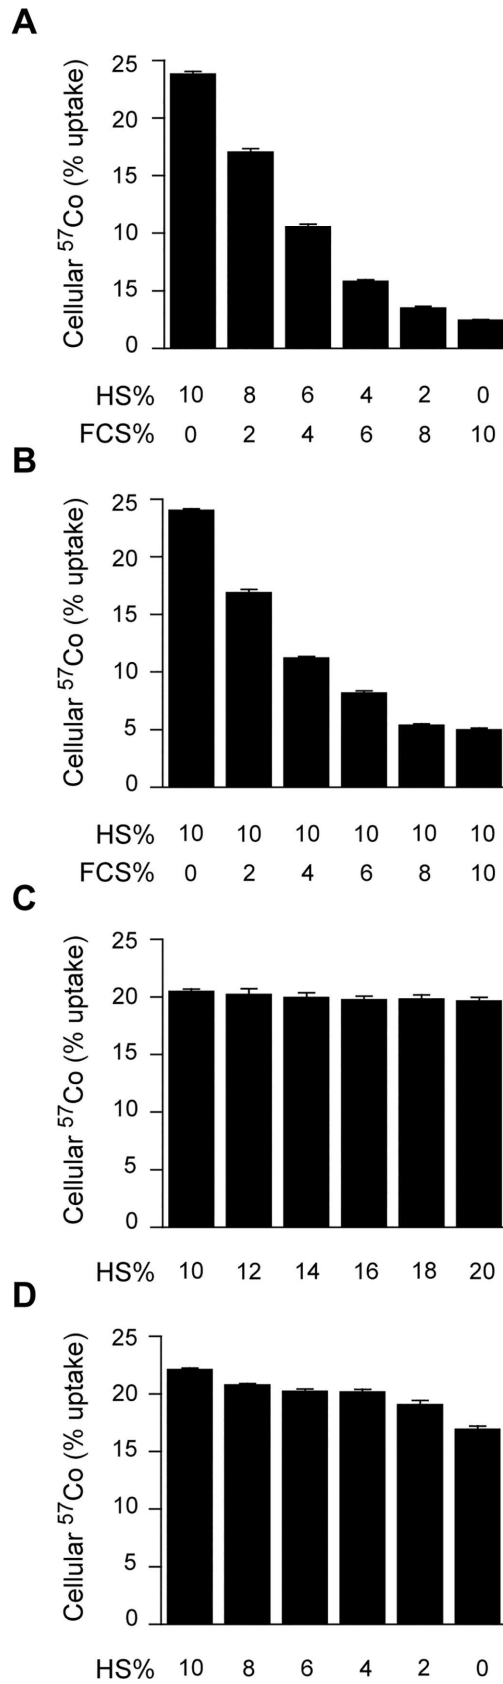 A
Cellular ⁵⁷Co (% uptake)
25
20
15
10
15
0
HS% 10 8 6 4 2 0
FCS% 0 2 4 6 8 10
B
Cellular ⁵⁷Co (% uptake)
25
20
15
10
5
0
HS% 10 10 10 10 10 10
FCS% 0 2 4 6 8 10
C
Cellular ⁵⁷Co (% uptake)
25
20
15
10
5
0
HS% 10 12 14 16 18 20
D
Cellular ⁵⁷Co (% uptake)
25
20
15
10
5
0
HS% 10 8 6 4 2 0